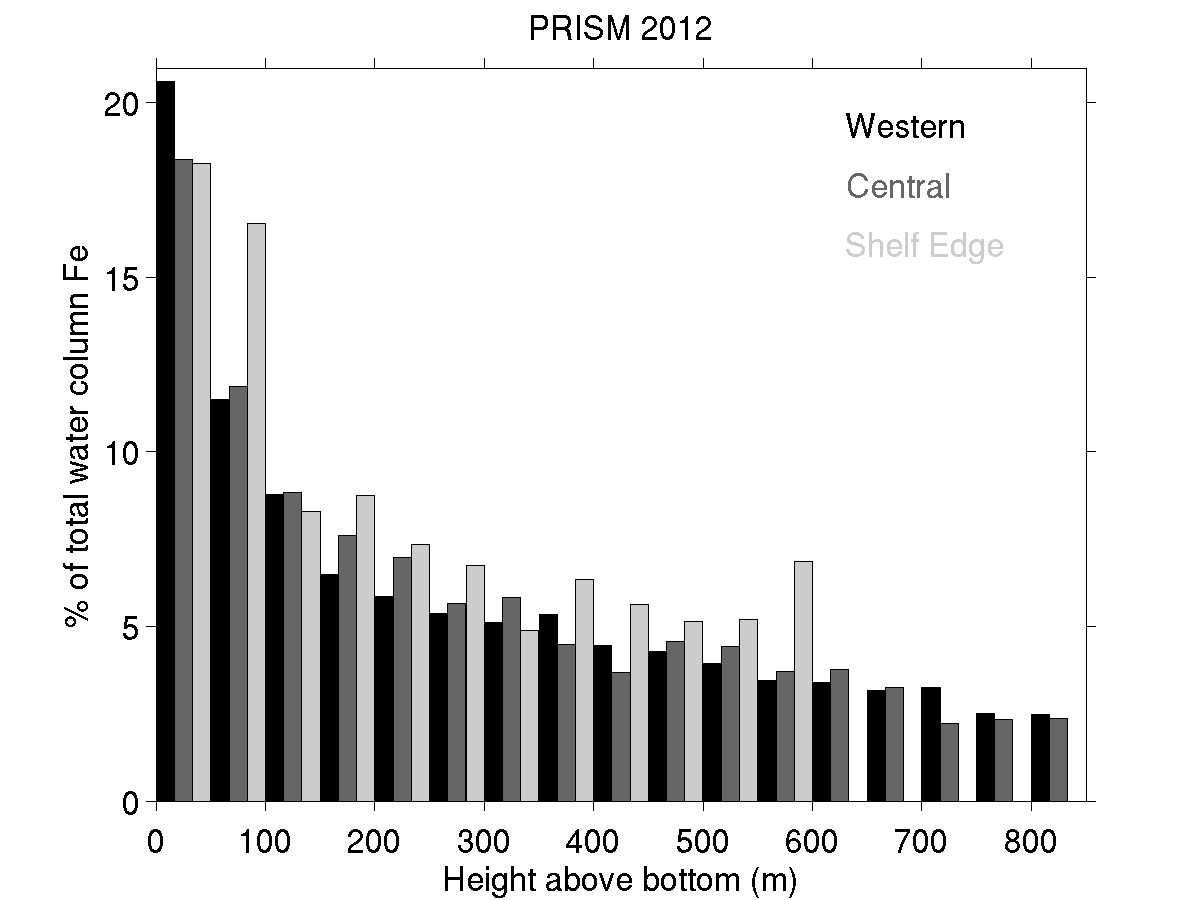 PRISM 2012
20
15
10
5
0
% of total water column Fe
Western
Central
Shelf Edge
0 100 200 300 400 500 600 700 800
Height above bottom (m)